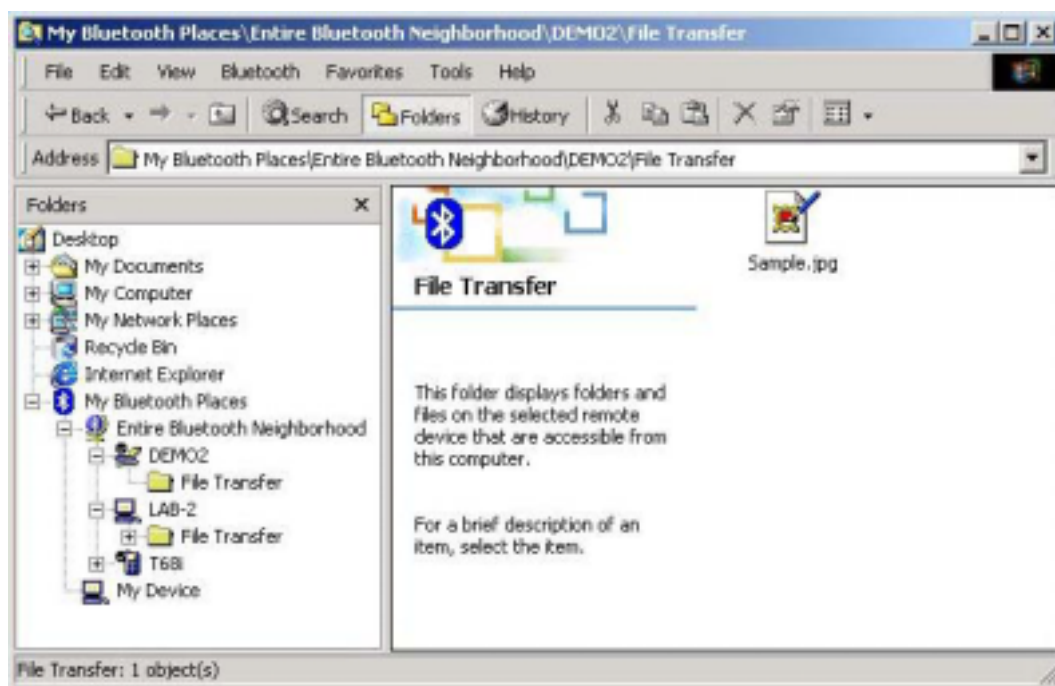 My Bluetooth Places\Entire Bluetooth Neighborhood\DEMO2\File Transfer
File Edit View Bluetooth Favorites Tools Help
Back Search Folders History
Address My Bluetooth Places\Entire Bluetooth Neighborhood\DEMO2\File Transfer
Folders
Desktop
My Documents
My Computer
My Network Places
Recycle Bin
Internet Explorer
My Bluetooth Places
Entire Bluetooth Neighborhood
DEMO2
File Transfer
LAB-2
File Transfer
T68i
My Device
File Transfer
This folder displays folders and
files on the selected remote
device that are accessible from
this computer.
For a brief description of an
item, select the item.
Sample.jpg
File Transfer: 1 object(s)